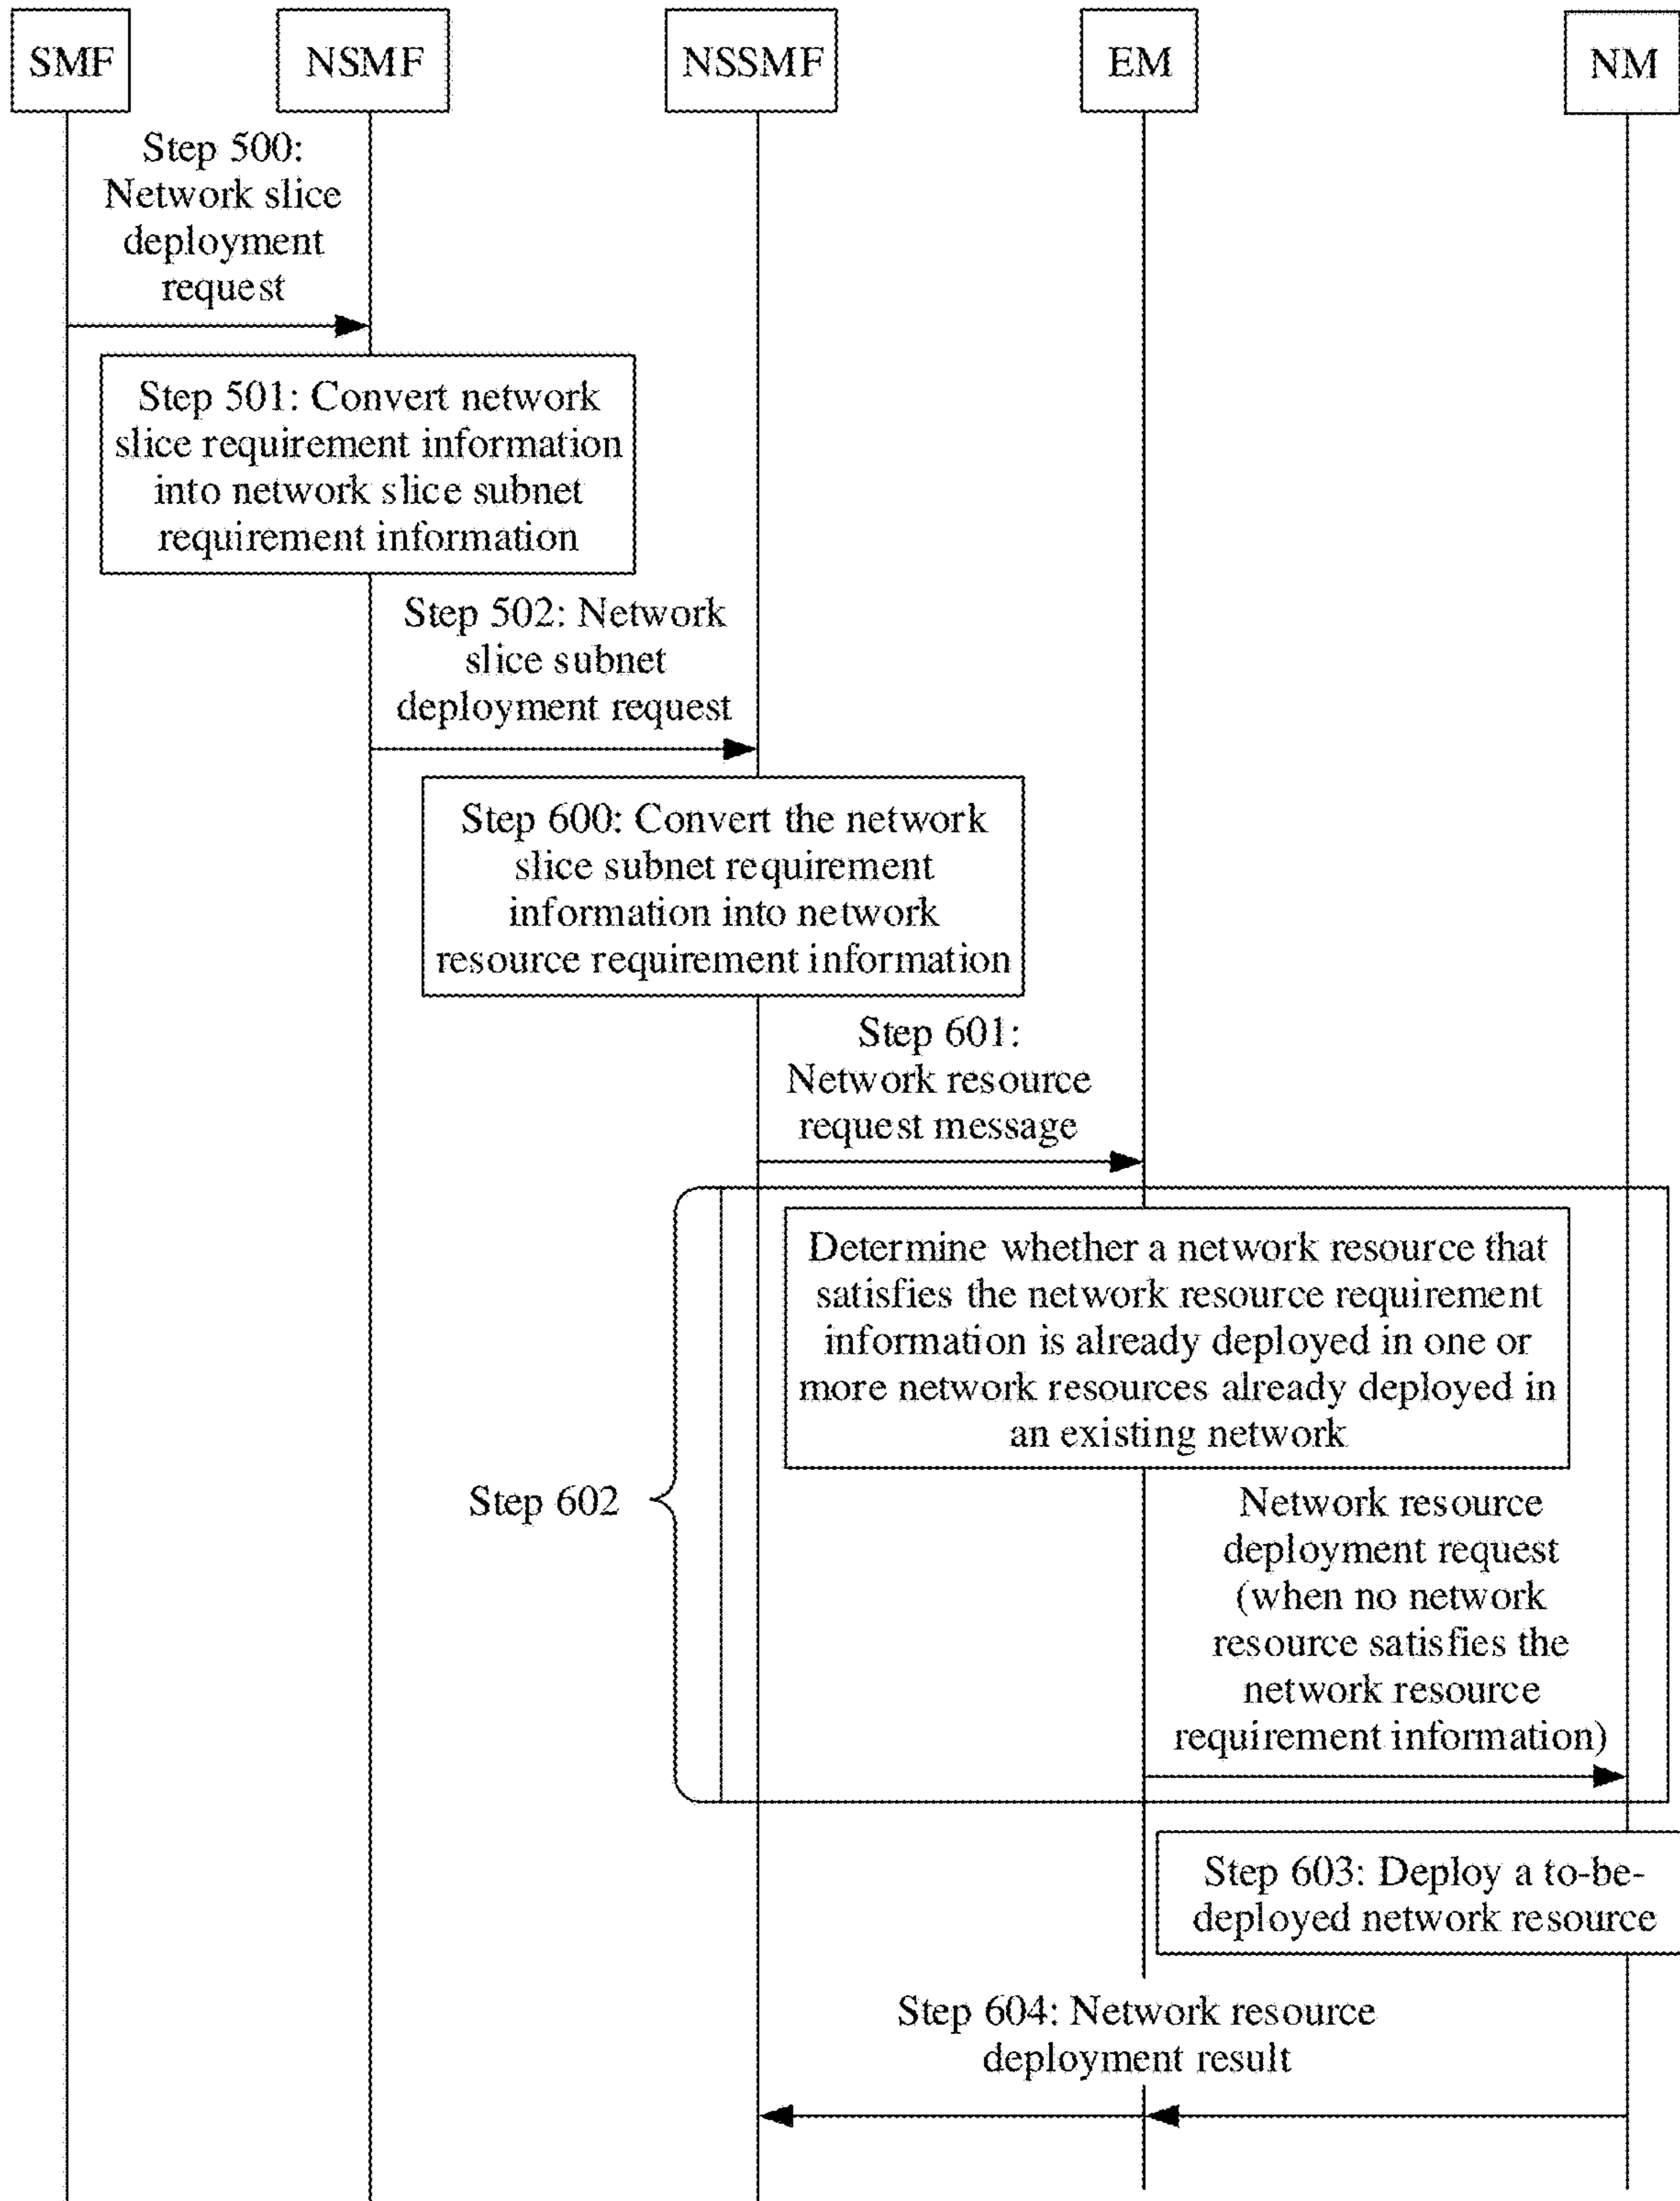 SMF
NSMF
NSSMF
EM
NM
Step 500:
Network slice
deployment
request
Step 501: Convert network
slice requirement information
into network slice subnet
requirement information
Step 502: Network
slice subnet
deployment request
Step 600: Convert the network
slice subnet requirement
information into network
resource requirement information
Step 601:
Network resource
request message
Determine whether a network resource that
satisfies the network resource requirement
information is already deployed in one or
more network resources already deployed in
an existing network
Step 602
Network resource
deployment request
(when no network
resource satisfies the
network resource
requirement information)
Step 603: Deploy a to-be-
deployed network resource
Step 604: Network resource
deployment result